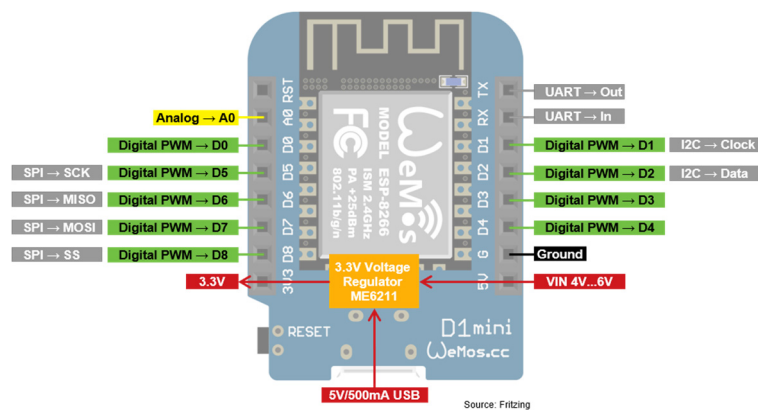 RST
TX
UART → Out
Analog → A0
A0
RX
UART → In
Digital PWM → D0
D0
D1
Digital PWM → D1
I2C → Clock
SPI → SCK
Digital PWM → D5
D5
D2
Digital PWM → D2
I2C → Data
SPI → MISO
Digital PWM → D6
D6
D3
Digital PWM → D3
SPI → MOSI
Digital PWM → D7
D7
D4
Digital PWM → D4
SPI → SS
Digital PWM → D8
D8
G
Ground
WeMos
MODEL ESP-8266
ISM 2.4GHz
PA +25dBm
802.11b/g/n
FC
3.3V
3V3
3.3V Voltage
Regulator
ME6211
5V
VIN 4V...6V
RESET
D1 mini
WeMos.cc
5V/500mA USB
Source: Fritzing